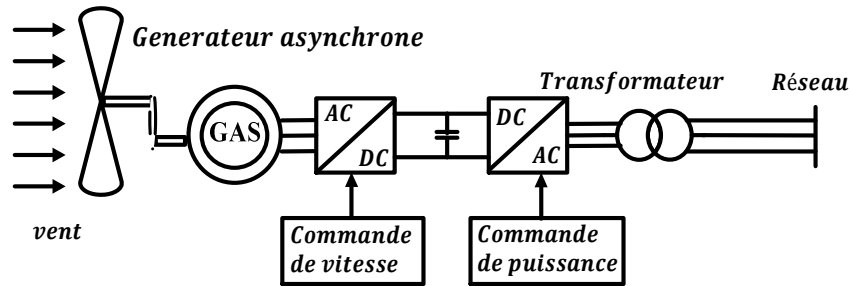 Generateur asynchrone
Transformateur
Réseau
GAS
AC
DC
DC
AC
vent
Commande
de vitesse
Commande
de puissance